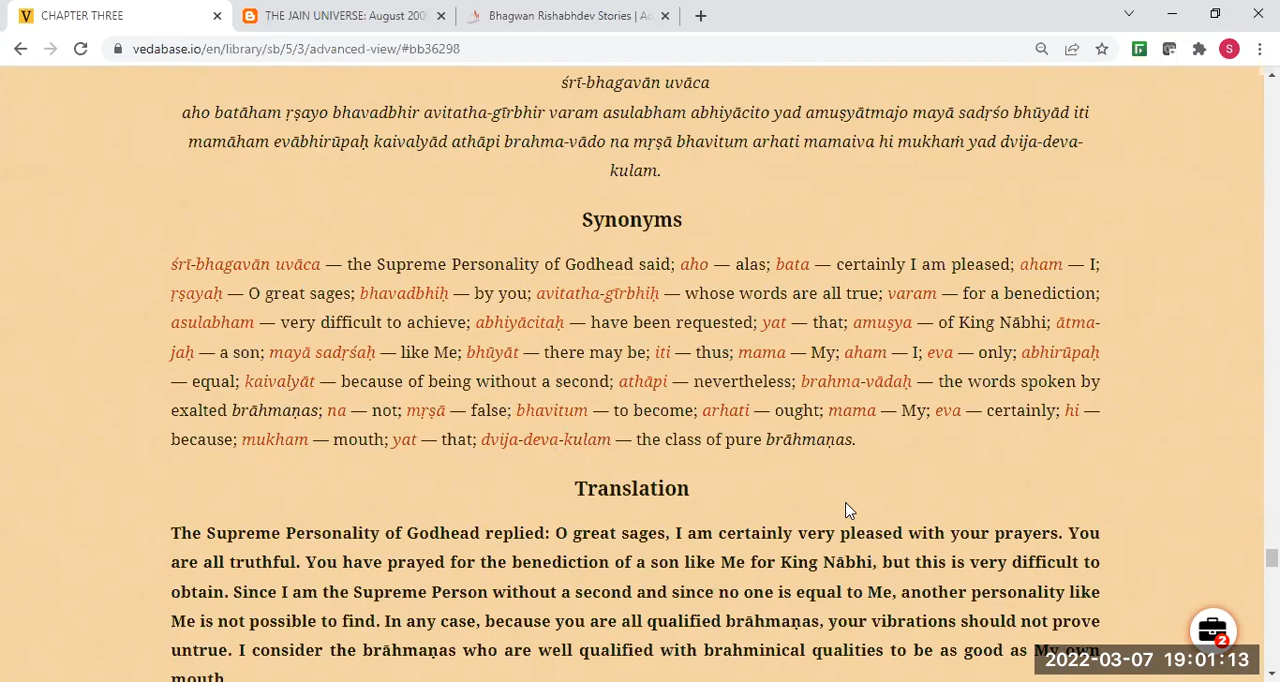 CHAPTER THREE
THE JAIN UNIVERSE: August 2009
Bhagwan Rishabhdev Stories | A
vedabase.io/en/library/sb/5/3/advanced-view/#bb36298
S
śrī-bhagavān uvāca
aho batāham ṛṣayo bhavadbhir avitatha-gīrbhir varam asulabham abhiyācito yad amuṣyātmajo mayā sadṛśo bhūyād iti
mamāham evābhirūpaḥ kaivalyād athāpi brahma-vādo na mṛṣā bhavitum arhati mamaiva hi mukhaṁ yad dvija-deva-
kulam.
Synonyms
śrī-bhagavān uvāca — the Supreme Personality of Godhead said; aho — alas; bata — certainly I am pleased; aham — I;
ṛṣayaḥ — O great sages; bhavadbhiḥ — by you; avitatha-gīrbhiḥ — whose words are all true; varam — for a benediction;
asulabham — very difficult to achieve; abhiyācitaḥ — have been requested; yat — that; amuṣya — of King Nābhi; ātma-
jaḥ — a son; mayā sadṛśaḥ — like Me; bhūyāt — there may be; iti — thus; mama — My; aham — I; eva — only; abhirūpaḥ
— equal; kaivalyāt — because of being without a second; athāpi — nevertheless; brahma-vādaḥ — the words spoken by
exalted brāhmaṇas; na — not; mṛṣā — false; bhavitum — to become; arhati — ought; mama — My; eva — certainly; hi —
because; mukham — mouth; yat — that; dvija-deva-kulam — the class of pure brāhmaṇas.
Translation
The Supreme Personality of Godhead replied: O great sages, I am certainly very pleased with your prayers. You
are all truthful. You have prayed for the benediction of a son like Me for King Nābhi, but this is very difficult to
obtain. Since I am the Supreme Person without a second and since no one is equal to Me, another personality like
Me is not possible to find. In any case, because you are all qualified brāhmaṇas, your vibrations should not prove
untrue. I consider the brāhmaṇas who are well qualified with brahminical qualities to be as good as My own
mouth.
2
2022-03-07 19:01:13